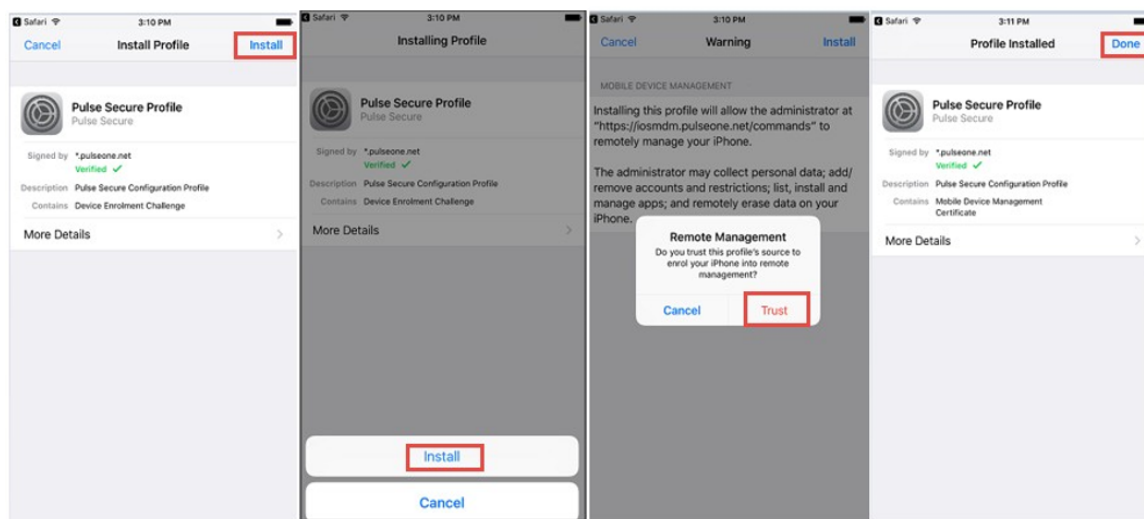 Safari 3:10 PM
Cancel Install Profile Install
Pulse Secure Profile
Pulse Secure
Signed by *.pulseone.net
Verified ✓
Description Pulse Secure Configuration Profile
Contains Device Enrolment Challenge
More Details
Safari 3:10 PM
Installing Profile
Pulse Secure Profile
Pulse Secure
Signed by *.pulseone.net
Verified ✓
Description Pulse Secure Configuration Profile
Contains Device Enrolment Challenge
More Details
Install
Cancel
Safari 3:10 PM
Cancel Warning Install
MOBILE DEVICE MANAGEMENT
Installing this profile will allow the administrator at
“https://iosmdm.pulseone.net/commands” to
remotely manage your iPhone.
The administrator may collect personal data; add/
remove accounts and restrictions; list, install and
manage apps; and remotely erase data on your
iPhone.
Remote Management
Do you trust this profile's source to
enrol your iPhone into remote
management?
Cancel Trust
Safari 3:11 PM
Profile Installed Done
Pulse Secure Profile
Pulse Secure
Signed by *.pulseone.net
Verified ✓
Description Pulse Secure Configuration Profile
Contains Mobile Device Management
Certificate
More Details